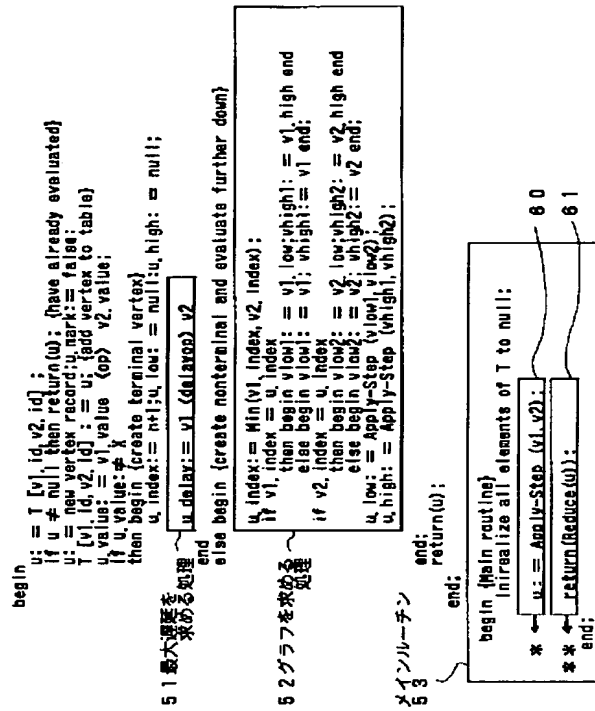 begin
u: = T [v1, id, v2, id] ;
if u ≠ null then return(u); {have already evaluated}
u: = new vertex record;u,mark:= false;
T [v1, id, v2, id] : = u; {add vertex to table}
u, value: = v1, value 〈op〉 v2, value;
if u, value:≠ X
then begin {create terminal vertex}
u, index:= n+1;u, low: = null:u,high: = null;
51 最大遅延を
求める処理
u delay:= v1 〈delayop〉 v2
end
else begin {create nonterminal and evaluate further down}
52 グラフを求める
処理
u, index:= Min(v1, index, v2, index);
if v1, index = u, index
then begin vlow1: = v1, low;vhigh1: = v1, high end
else begin vlow1: = v1; vhigh1:= v1 end;
if v2, index = u, index
then begin vlow2: = v2, low;vhigh2: = v2, high end
else begin vlow2: = v2; vhigh2: = v2 end;
u, low: = Apply-Step (vlow1, vlow2);
u, high: = Apply-Step (vhigh1, vhigh2);
end;
return(u);
end;
メインルーチン
53
begin {Main routine}
Inirealize all elements of T to null;
* ← u: = Apply-Step (v1, v2); 60
** ← return(Reduce(u)); 61
end;